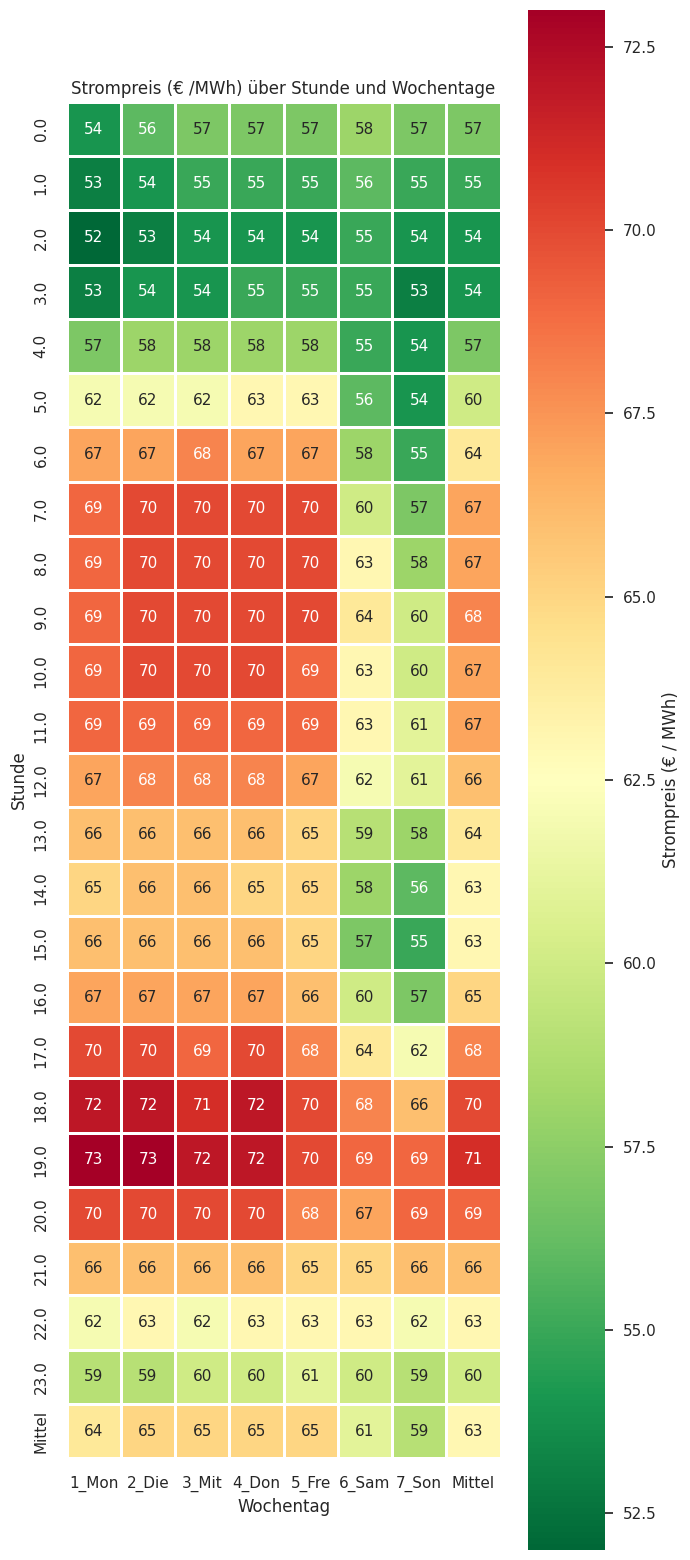 Strompreis (€ /MWh) über Stunde und Wochentage
Stunde
0.0 54 56 57 57 57 58 57 57
1.0 53 54 55 55 55 56 55 55
2.0 52 53 54 54 54 55 54 54
3.0 53 54 54 55 55 55 53 54
4.0 57 58 58 58 58 55 54 57
5.0 62 62 62 63 63 56 54 60
6.0 67 67 68 67 67 58 55 64
7.0 69 70 70 70 70 60 57 67
8.0 69 70 70 70 70 63 58 67
9.0 69 70 70 70 70 64 60 68
10.0 69 70 70 70 69 63 60 67
11.0 69 69 69 69 69 63 61 67
12.0 67 68 68 68 67 62 61 66
13.0 66 66 66 66 65 59 58 64
14.0 65 66 66 65 65 58 56 63
15.0 66 66 66 66 65 57 55 63
16.0 67 67 67 67 66 60 57 65
17.0 70 70 69 70 68 64 62 68
18.0 72 72 71 72 70 68 66 70
19.0 73 73 72 72 70 69 69 71
20.0 70 70 70 70 68 67 69 69
21.0 66 66 66 66 65 65 66 66
22.0 62 63 62 63 63 63 62 63
23.0 59 59 60 60 61 60 59 60
Mittel 64 65 65 65 65 61 59 63
1_Mon 2_Die 3_Mit 4_Don 5_Fre 6_Sam 7_Son Mittel
Wochentag
72.5
70.0
67.5
65.0
62.5
60.0
57.5
55.0
52.5
Strompreis (€ / MWh)